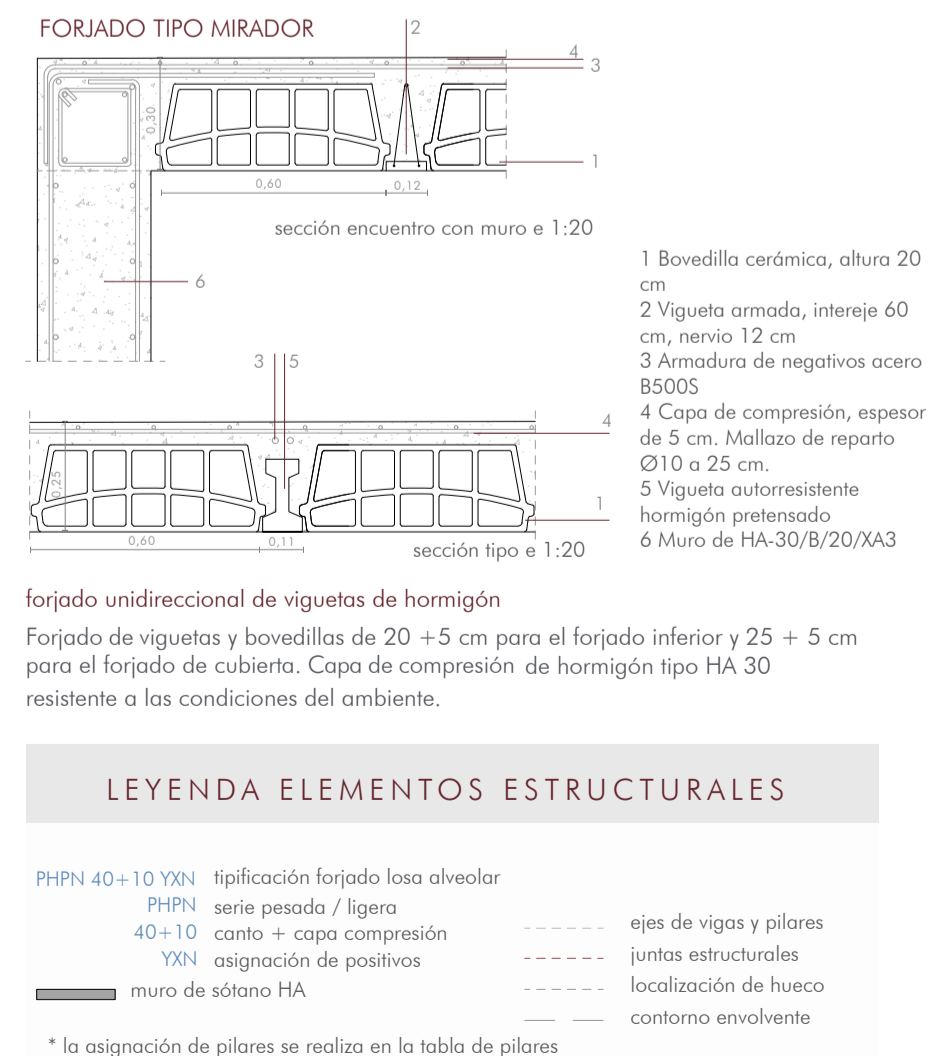 FORJADO TIPO MIRADOR
2
4
3
0,30
1
0,60
0,12
sección encuentro con muro e 1:20
6
1 Bovedilla cerámica, altura 20
cm
2 Vigueta armada, intereje 60
cm, nervio 12 cm
3 Armadura de negativos acero
B500S
4 Capa de compresión, espesor
de 5 cm. Mallazo de reparto
Ø10 a 25 cm.
5 Vigueta autorresistente
hormigón pretensado
6 Muro de HA-30/B/20/XA3
3
5
4
0,25
1
0,60
0,11
sección tipo e 1:20
forjado unidireccional de viguetas de hormigón
Forjado de viguetas y bovedillas de 20 +5 cm para el forjado inferior y 25 + 5 cm
para el forjado de cubierta. Capa de compresión de hormigón tipo HA 30
resistente a las condiciones del ambiente.
LEYENDA ELEMENTOS ESTRUCTURALES
PHPN 40+10 YXN tipificación forjado losa alveolar
PHPN serie pesada / ligera
40+10 canto + capa compresión
YXN asignación de positivos
muro de sótano HA
ejes de vigas y pilares
juntas estructurales
localización de hueco
contorno envolvente
* la asignación de pilares se realiza en la tabla de pilares